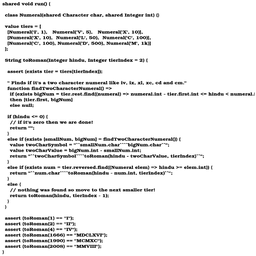 shared void run() {
class Numeral(shared Character char, shared Integer int) {}
value tiers = [
[Numeral('I', 1), Numeral('V', 5), Numeral('X', 10)],
[Numeral('X', 10), Numeral('L', 50), Numeral('C', 100)],
[Numeral('C', 100), Numeral('D', 500), Numeral('M', 1k)]
];
String toRoman(Integer hindu, Integer tierIndex = 2) {
assert (exists tier = tiers[tierIndex]);
" Finds if it's a two character numeral like iv, ix, xl, xc, cd and cm."
function findTwoCharacterNumeral() =>
if (exists bigNum = tier.rest.find((numeral) => numeral.int - tier.first.int <= hindu < numeral.
then [tier.first, bigNum]
else null;
if (hindu <= 0) {
// if it's zero then we are done!
return "";
}
else if (exists [smallNum, bigNum] = findTwoCharacterNumeral()) {
value twoCharSymbol = "``smallNum.char````bigNum.char``";
value twoCharValue = bigNum.int - smallNum.int;
return "``twoCharSymbol````toRoman(hindu - twoCharValue, tierIndex)``";
}
else if (exists num = tier.reversed.find((Numeral elem) => hindu >= elem.int)) {
return "``num.char````toRoman(hindu - num.int, tierIndex)``";
}
else {
// nothing was found so move to the next smaller tier!
return toRoman(hindu, tierIndex - 1);
}
}
assert (toRoman(1) == "I");
assert (toRoman(2) == "II");
assert (toRoman(4) == "IV");
assert (toRoman(1666) == "MDCLXVI");
assert (toRoman(1990) == "MCMXC");
assert (toRoman(2008) == "MMVIII");
}